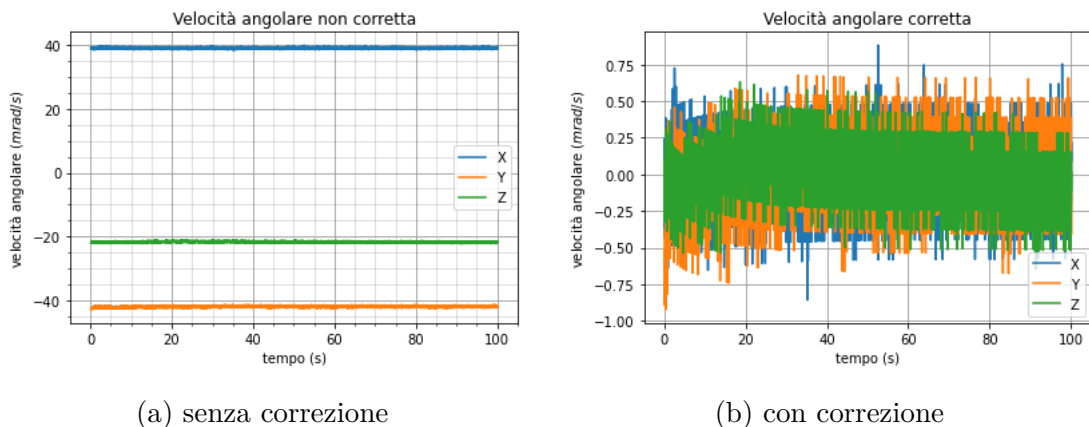 Velocità angolare non corretta
velocità angolare (mrad/s)
40
20
0
−20
−40
X
Y
Z
0
20
40
60
80
100
tempo (s)
(a) senza correzione
Velocità angolare corretta
velocità angolare (mrad/s)
0.75
0.50
0.25
0.00
−0.25
−0.50
−0.75
−1.00
X
Y
Z
0
20
40
60
80
100
tempo (s)
(b) con correzione